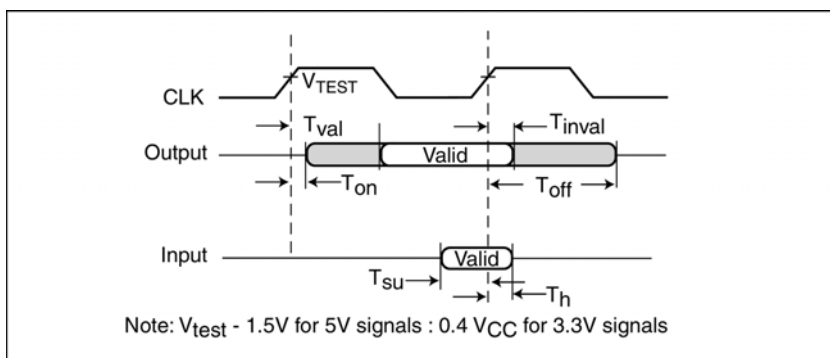 CLK
VTEST
Tval
Tinval
Output
Valid
Ton
Toff
Input
Valid
Tsu
Th
Note: Vtest - 1.5V for 5V signals : 0.4 VCC for 3.3V signals